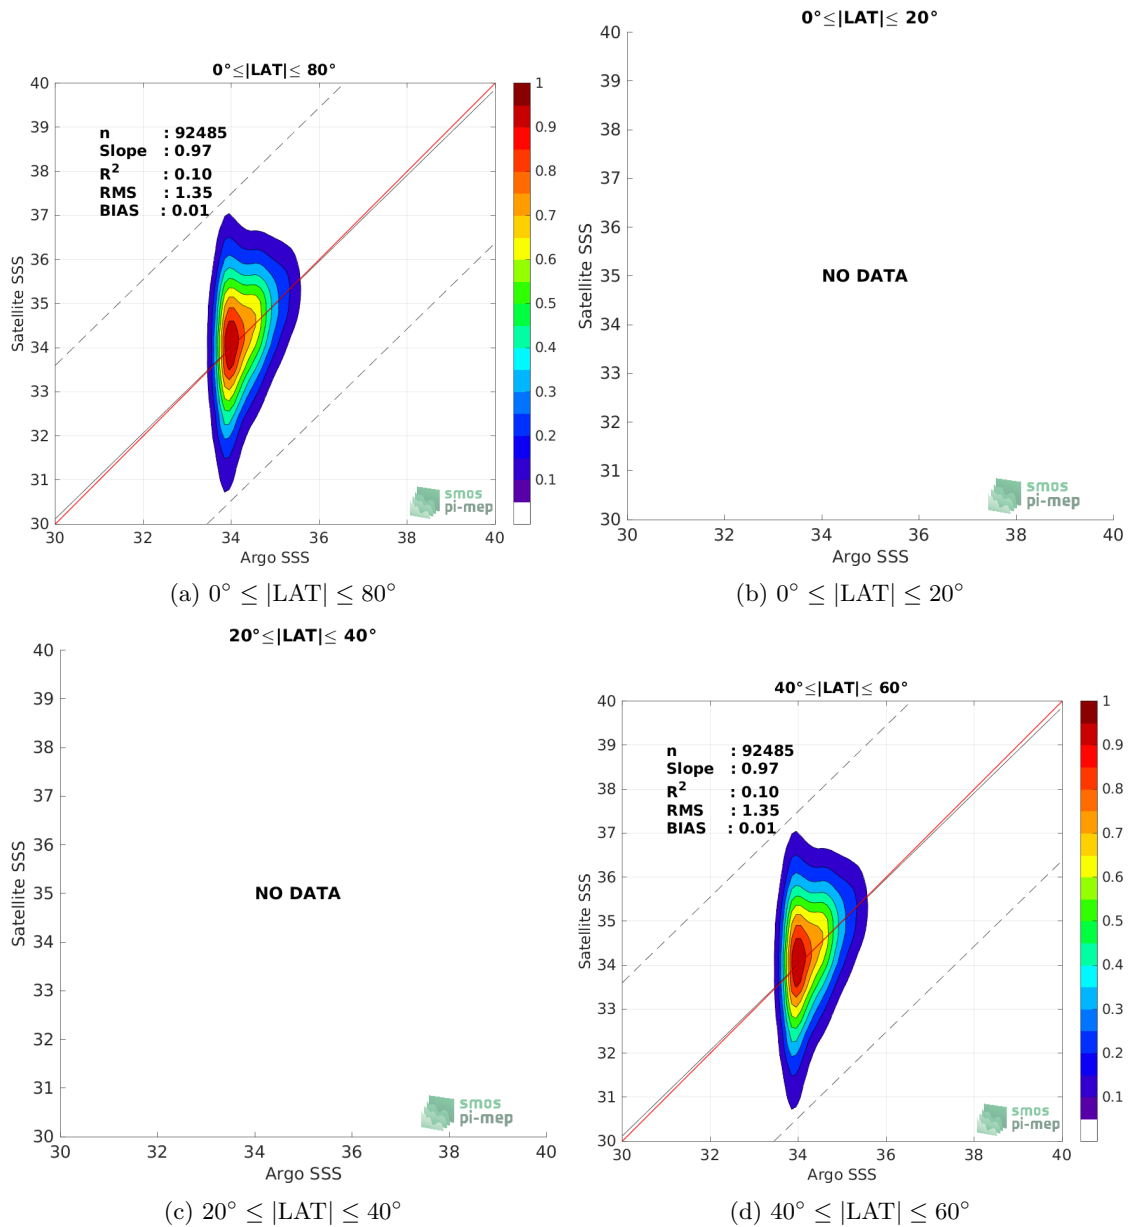 0°≤|LAT|≤ 80°
40
39
38
37
36
35
34
33
32
31
30
Satellite SSS
n : 92485
Slope : 0.97
R² : 0.10
RMS : 1.35
BIAS : 0.01
smos
pi-mep
30 32 34 36 38 40
Argo SSS
1
0.9
0.8
0.7
0.6
0.5
0.4
0.3
0.2
0.1
(a) 0° ≤ |LAT| ≤ 80°
0°≤|LAT|≤ 20°
40
39
38
37
36
35
34
33
32
31
30
Satellite SSS
NO DATA
smos
pi-mep
30 32 34 36 38 40
Argo SSS
(b) 0° ≤ |LAT| ≤ 20°
20°≤|LAT|≤ 40°
40
39
38
37
36
35
34
33
32
31
30
Satellite SSS
NO DATA
smos
pi-mep
30 32 34 36 38 40
Argo SSS
(c) 20° ≤ |LAT| ≤ 40°
40°≤|LAT|≤ 60°
40
39
38
37
36
35
34
33
32
31
30
Satellite SSS
n : 92485
Slope : 0.97
R² : 0.10
RMS : 1.35
BIAS : 0.01
smos
pi-mep
30 32 34 36 38 40
Argo SSS
1
0.9
0.8
0.7
0.6
0.5
0.4
0.3
0.2
0.1
(d) 40° ≤ |LAT| ≤ 60°